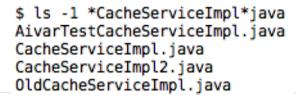 $ ls -1 *CacheServiceImpl*java
AivarTestCacheServiceImpl.java
CacheServiceImpl.java
CacheServiceImpl2.java
OldCacheServiceImpl.java